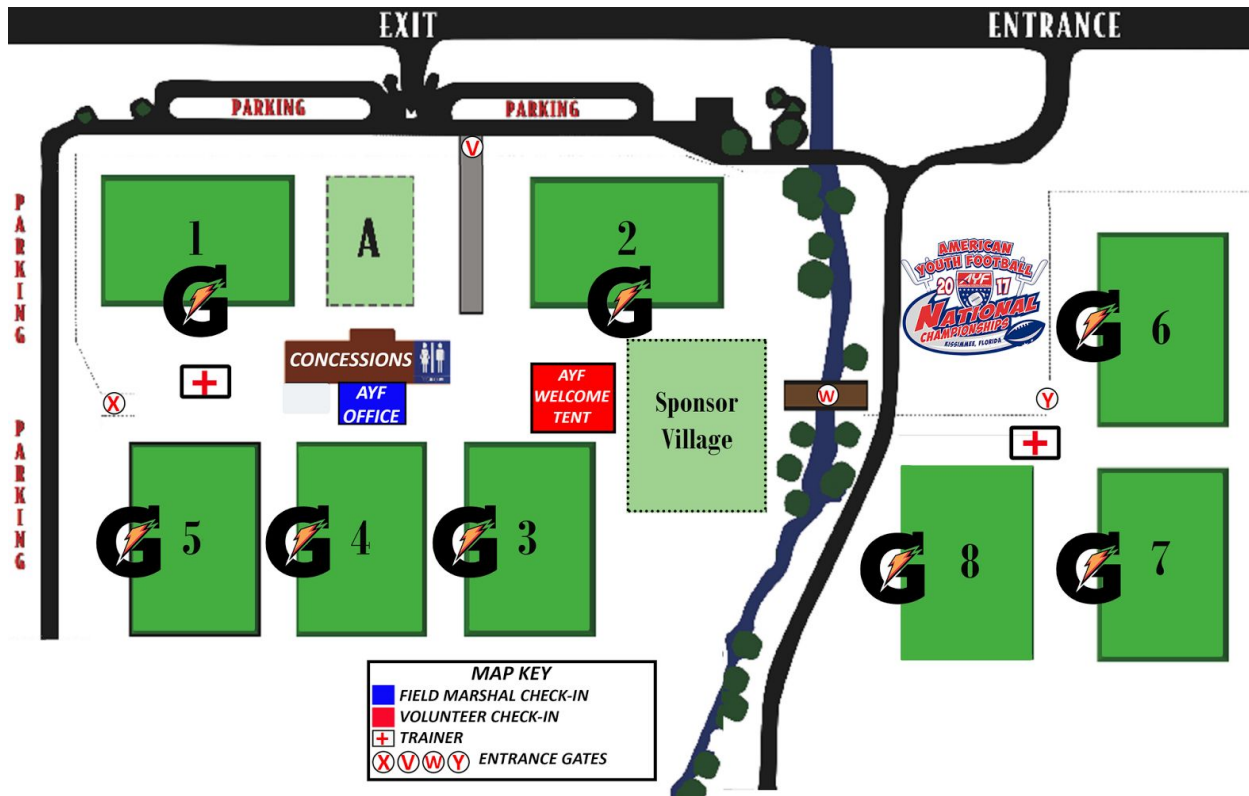 EXIT
ENTRANCE
PARKING
PARKING
V
PARKING
1
A
2
AMERICAN
YOUTH FOOTBALL
20 AYF 17
NATIONAL
CHAMPIONSHIPS
KISSIMMEE, FLORIDA
6
G
G
G
CONCESSIONS
AYF
OFFICE
AYF
WELCOME
TENT
Sponsor
Village
W
X
Y
PARKING
5
4
3
8
7
G
G
G
G
G
MAP KEY
FIELD MARSHAL CHECK-IN
VOLUNTEER CHECK-IN
TRAINER
X V W Y ENTRANCE GATES